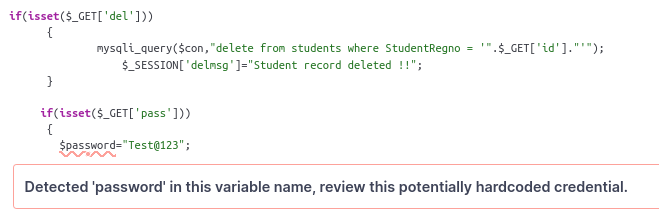 if(isset($_GET['del']))
{
mysqli_query($con,"delete from students where StudentRegno = '".$_GET['id']."'");
$_SESSION['delmsg']="Student record deleted !!";
}
if(isset($_GET['pass']))
{
$password="Test@123";
Detected 'password' in this variable name, review this potentially hardcoded credential.